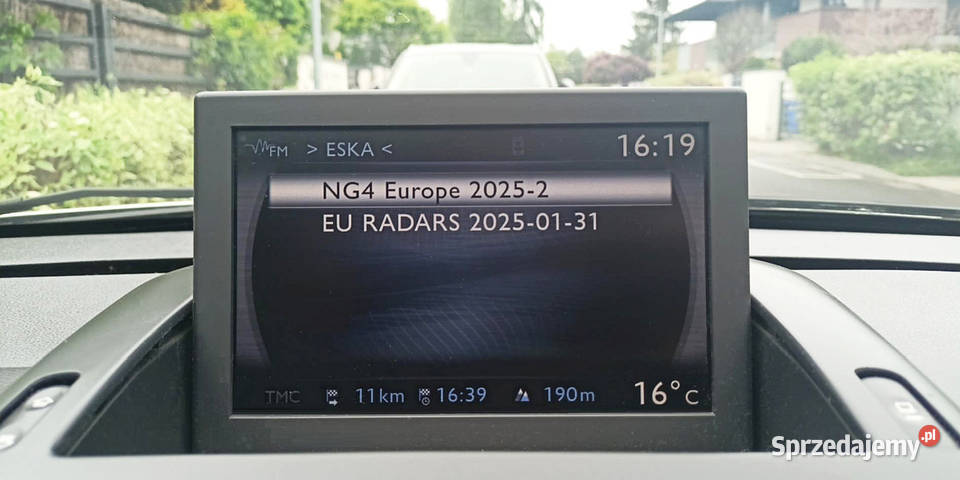 FM > ESKA < 16:19
NG4 Europe 2025-2
EU RADARS 2025-01-31
TMC 11km 16:39 190m 16°C
Sprzedajemy.pl